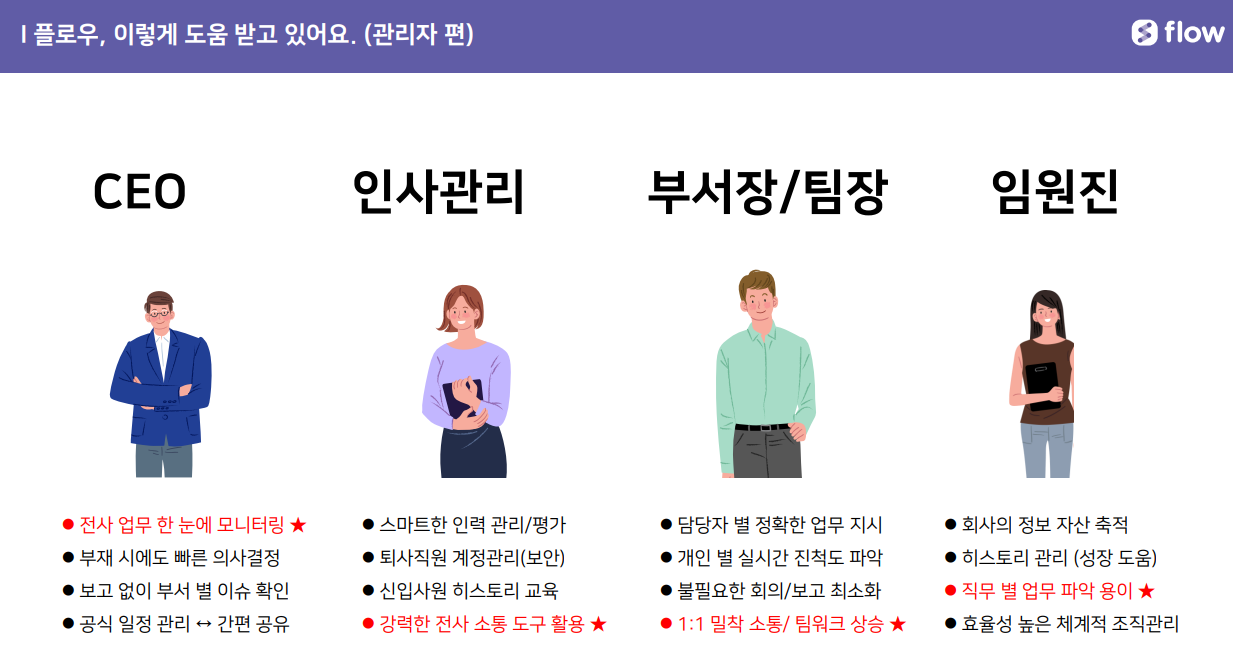 I 플로우, 이렇게 도움 받고 있어요. (관리자 편)
flow
CEO
● 전사 업무 한 눈에 모니터링 ★
● 부재 시에도 빠른 의사결정
● 보고 없이 부서 별 이슈 확인
● 공식 일정 관리 ↔ 간편 공유
인사관리
● 스마트한 인력 관리/평가
● 퇴사직원 계정관리(보안)
● 신입사원 히스토리 교육
● 강력한 전사 소통 도구 활용 ★
부서장/팀장
● 담당자 별 정확한 업무 지시
● 개인 별 실시간 진척도 파악
● 불필요한 회의/보고 최소화
● 1:1 밀착 소통/ 팀워크 상승 ★
임원진
● 회사의 정보 자산 축적
● 히스토리 관리 (성장 도움)
● 직무 별 업무 파악 용이 ★
● 효율성 높은 체계적 조직관리